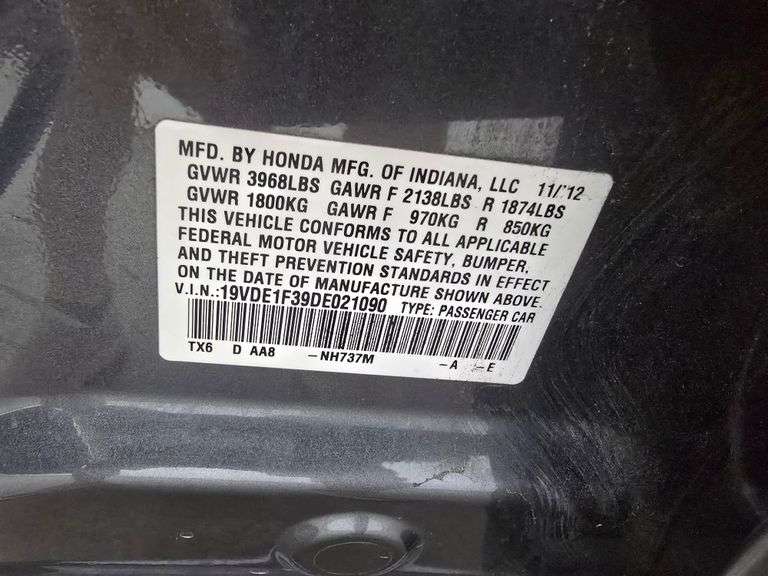 MFD. BY HONDA MFG. OF INDIANA, LLC 11/'12
GVWR 3968LBS GAWR F 2138LBS R 1874LBS
GVWR 1800KG GAWR F 970KG R 850KG
THIS VEHICLE CONFORMS TO ALL APPLICABLE
FEDERAL MOTOR VEHICLE SAFETY, BUMPER,
AND THEFT PREVENTION STANDARDS IN EFFECT
ON THE DATE OF MANUFACTURE SHOWN ABOVE.
V.I.N.:19VDE1F39DE021090 TYPE: PASSENGER CAR
TX6 D AA8 -NH737M -A -E